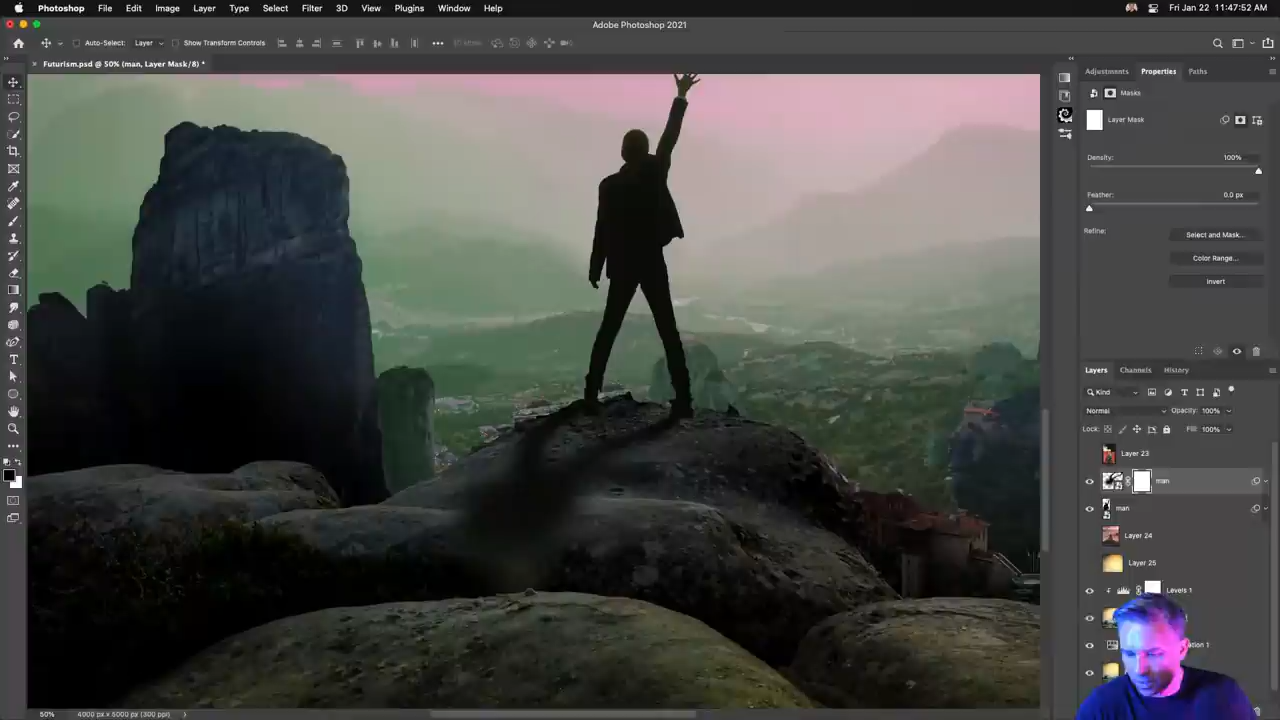 Photoshop File Edit Image Layer Type Select Filter 3D View Plugins Window Help Fri Jan 22 11:47:52 AM
Adobe Photoshop 2021
Auto-Select: Layer Show Transform Controls
Futurism.psd @ 50% (man, Layer Mask/8) *
Adjustments Properties Paths
Masks
Layer Mask
Density: 100%
Feather: 0.0 px
Refine: Select and Mask...
Color Range...
Invert
Layers Channels History
Kind
Normal Opacity: 100%
Lock: Fill: 100%
Layer 23
man
man
Layer 24
Layer 25
Levels 1
ation 1
50% 4000 px x 5000 px (300 ppi)